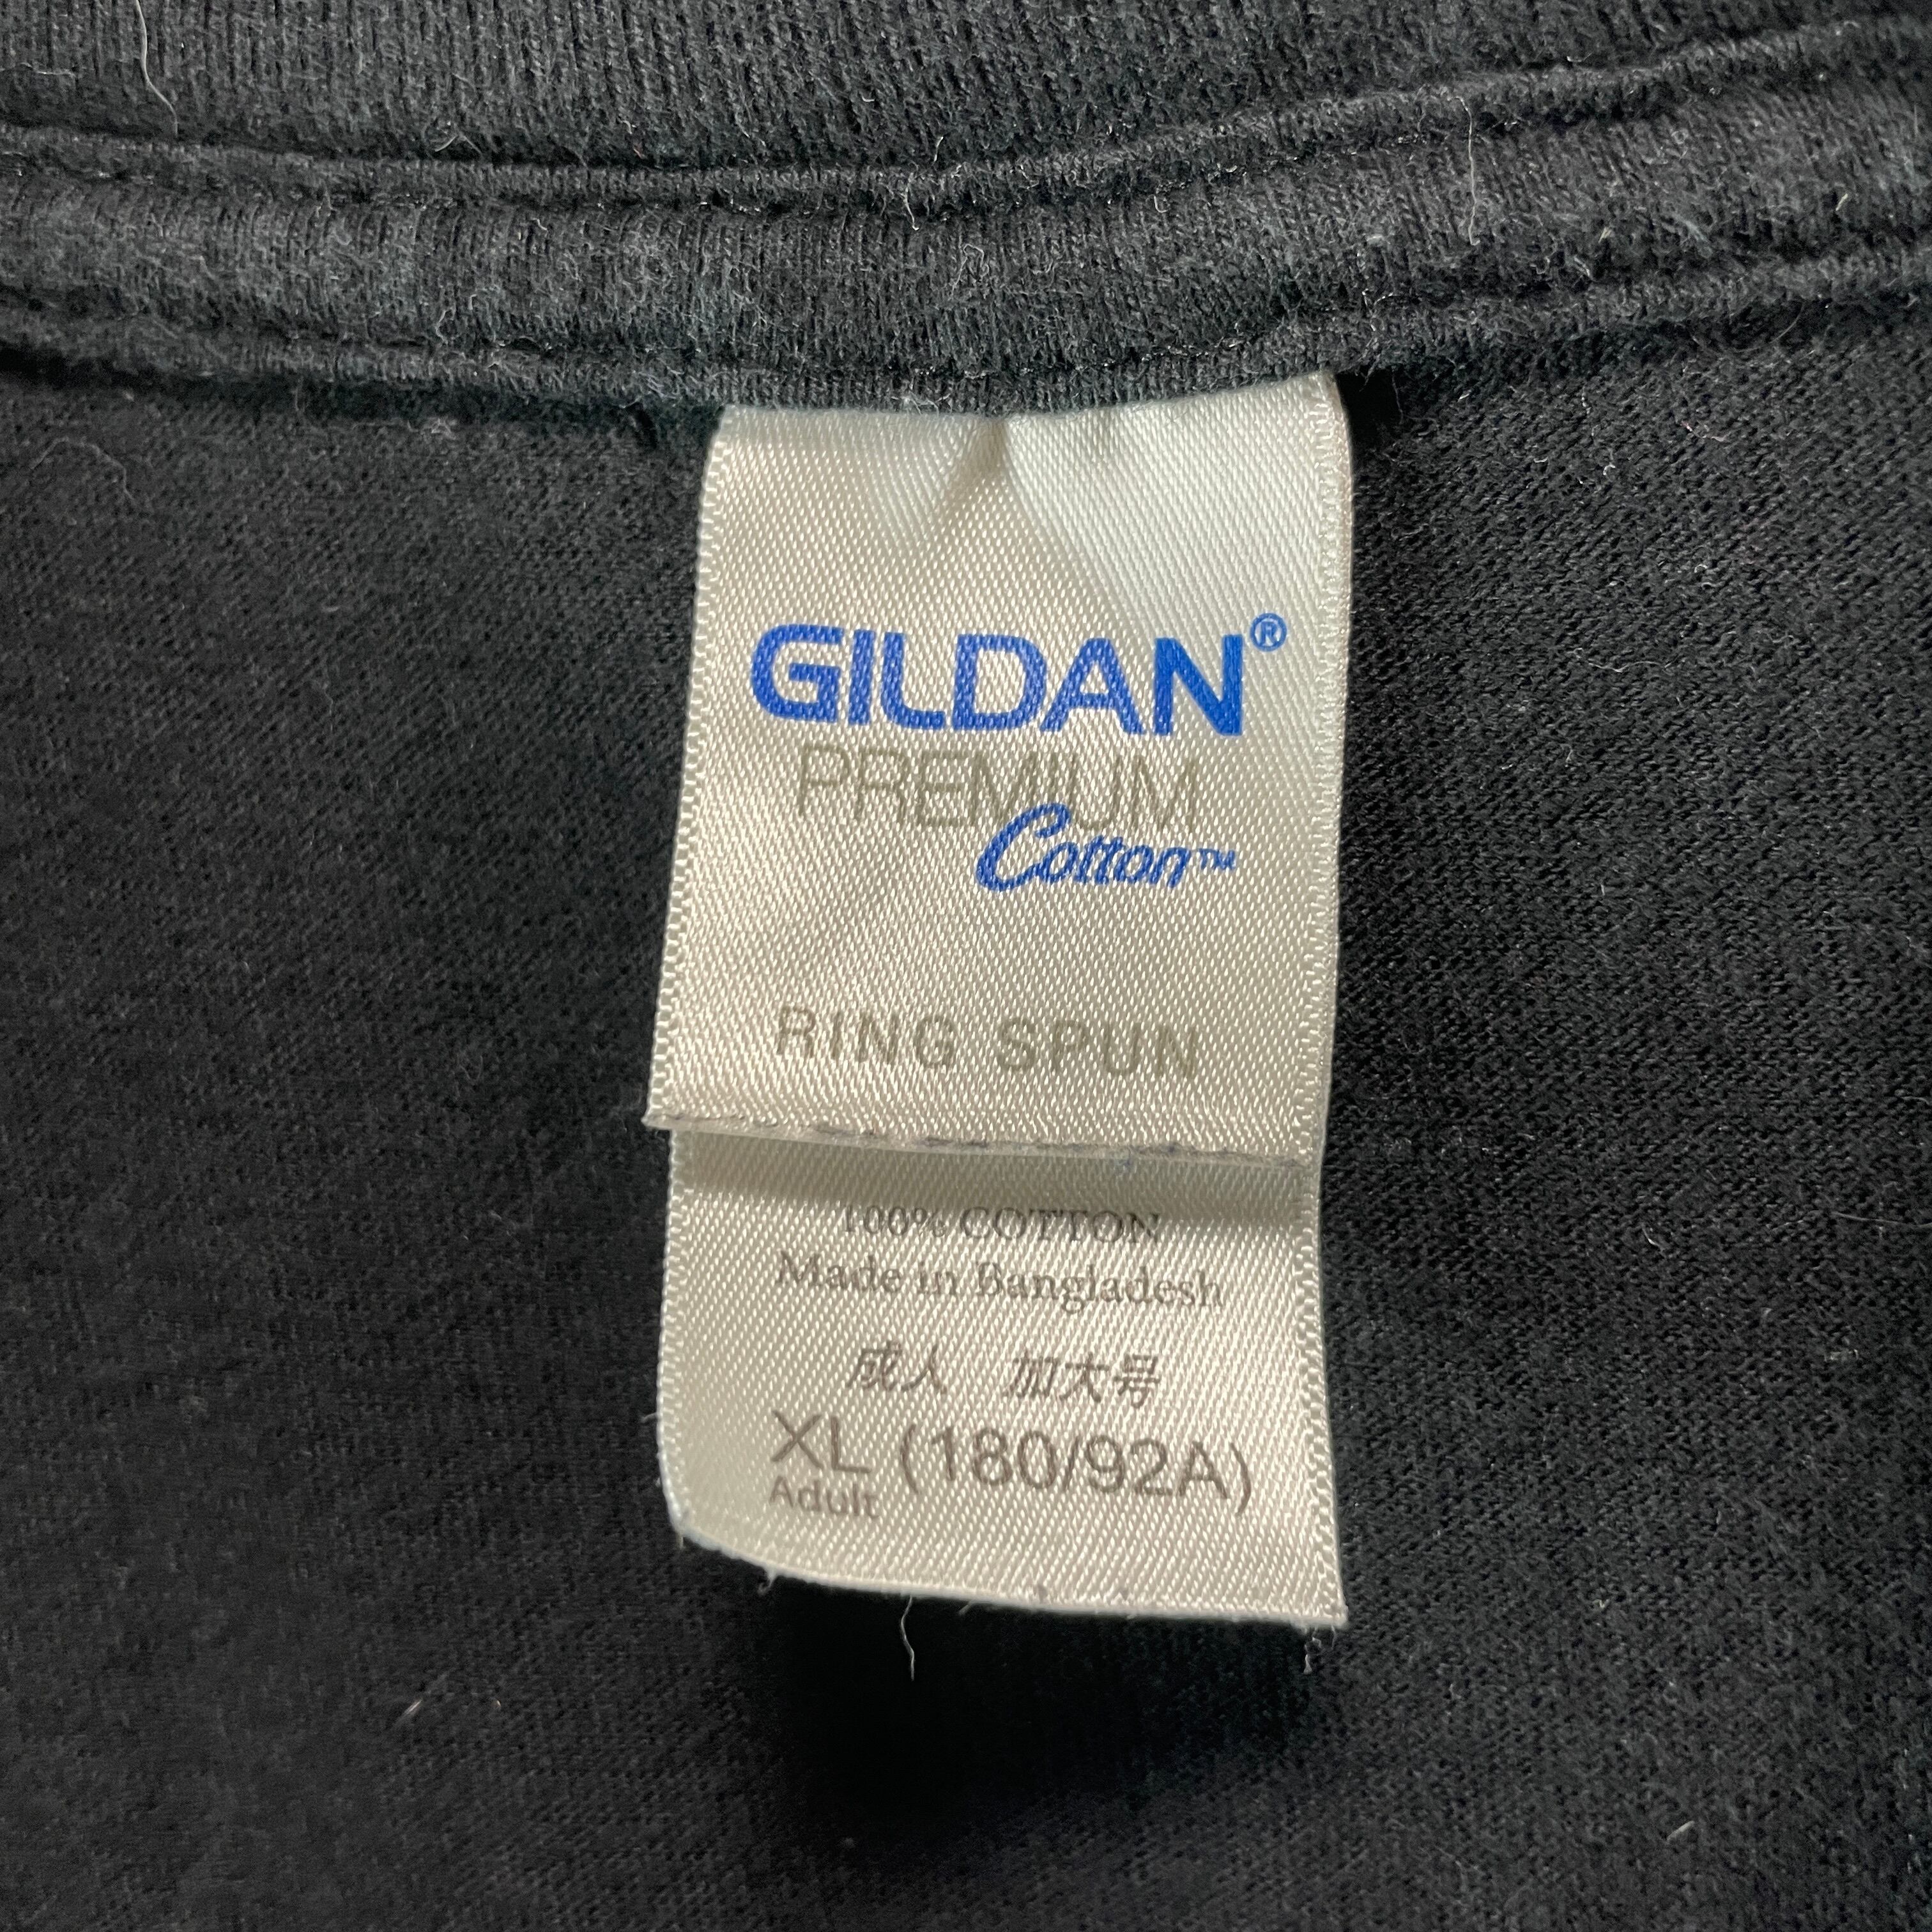 GILDAN®
PREMIUM
Cotton™
RING SPUN
100% COTTON
Made in Bangladesh
成人 加大号
XL (180/92A)
Adult